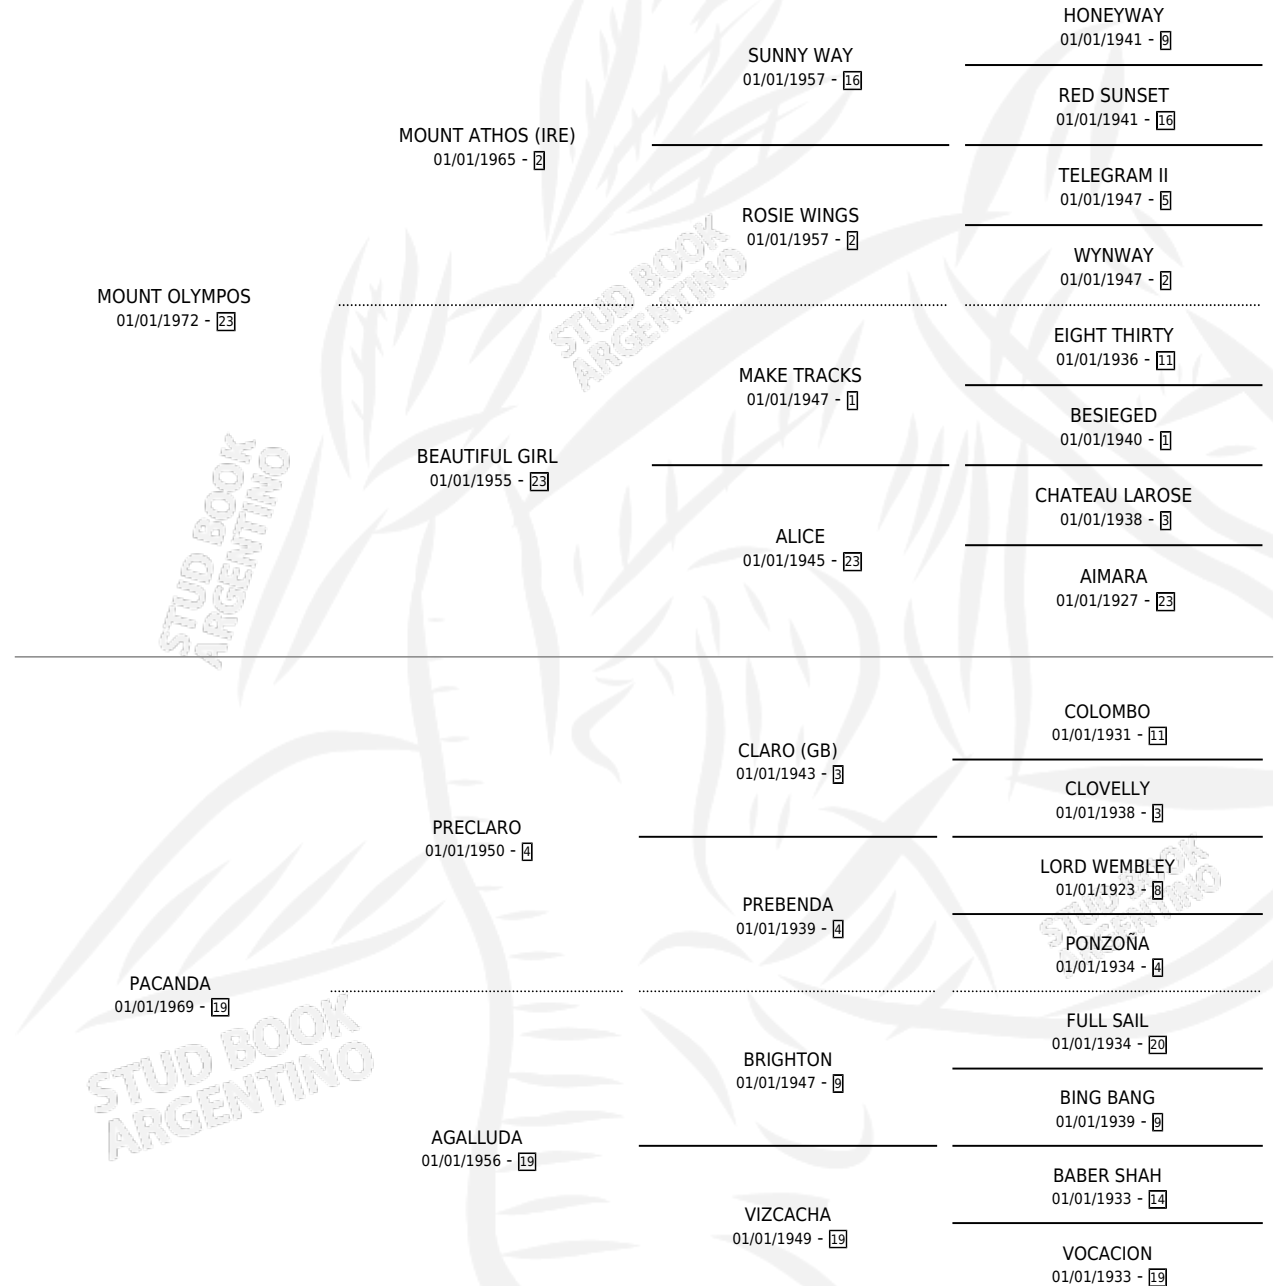 HONEYWAY
01/01/1941 - 9
SUNNY WAY
01/01/1957 - 16
RED SUNSET
01/01/1941 - 16
MOUNT ATHOS (IRE)
01/01/1965 - 2
TELEGRAM II
01/01/1947 - 5
ROSIE WINGS
01/01/1957 - 2
WYNWAY
01/01/1947 - 2
MOUNT OLYMPOS
01/01/1972 - 23
EIGHT THIRTY
01/01/1936 - 11
MAKE TRACKS
01/01/1947 - 1
BESIEGED
01/01/1940 - 1
BEAUTIFUL GIRL
01/01/1955 - 23
CHATEAU LAROSE
01/01/1938 - 3
ALICE
01/01/1945 - 23
AIMARA
01/01/1927 - 23
COLOMBO
01/01/1931 - 11
CLARO (GB)
01/01/1943 - 3
CLOVELLY
01/01/1938 - 3
PRECLARO
01/01/1950 - 4
LORD WEMBLEY
01/01/1923 - 8
PREBENDA
01/01/1939 - 4
PONZOÑA
01/01/1934 - 4
PACANDA
01/01/1969 - 19
FULL SAIL
01/01/1934 - 20
BRIGHTON
01/01/1947 - 9
BING BANG
01/01/1939 - 9
AGALLUDA
01/01/1956 - 19
BABER SHAH
01/01/1933 - 14
VIZCACHA
01/01/1949 - 19
VOCACION
01/01/1933 - 19
STUD BOOK
ARGENTINO
STUD BOOK
ARGENTINO
STUD BOOK
ARGENTINO
STUD BOOK
ARGENTINO